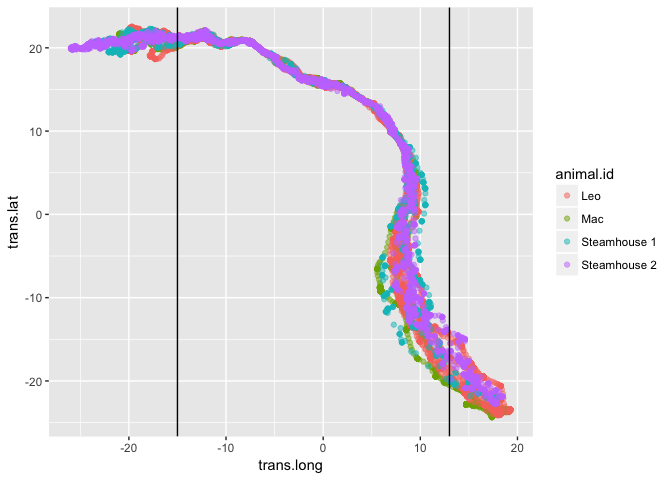 20
10
0
-10
-20
trans.lat
-20
-10
0
10
20
trans.long
animal.id
Leo
Mac
Steamhouse 1
Steamhouse 2